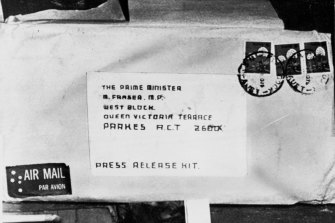 THE PRIME MINISTER
M. FRASER. M.P.
WEST BLOCK
QUEEN VICTORIA TERRACE
PARKES A.C.T 2600
PRESS RELEASE KIT.
AIR MAIL
PAR AVION